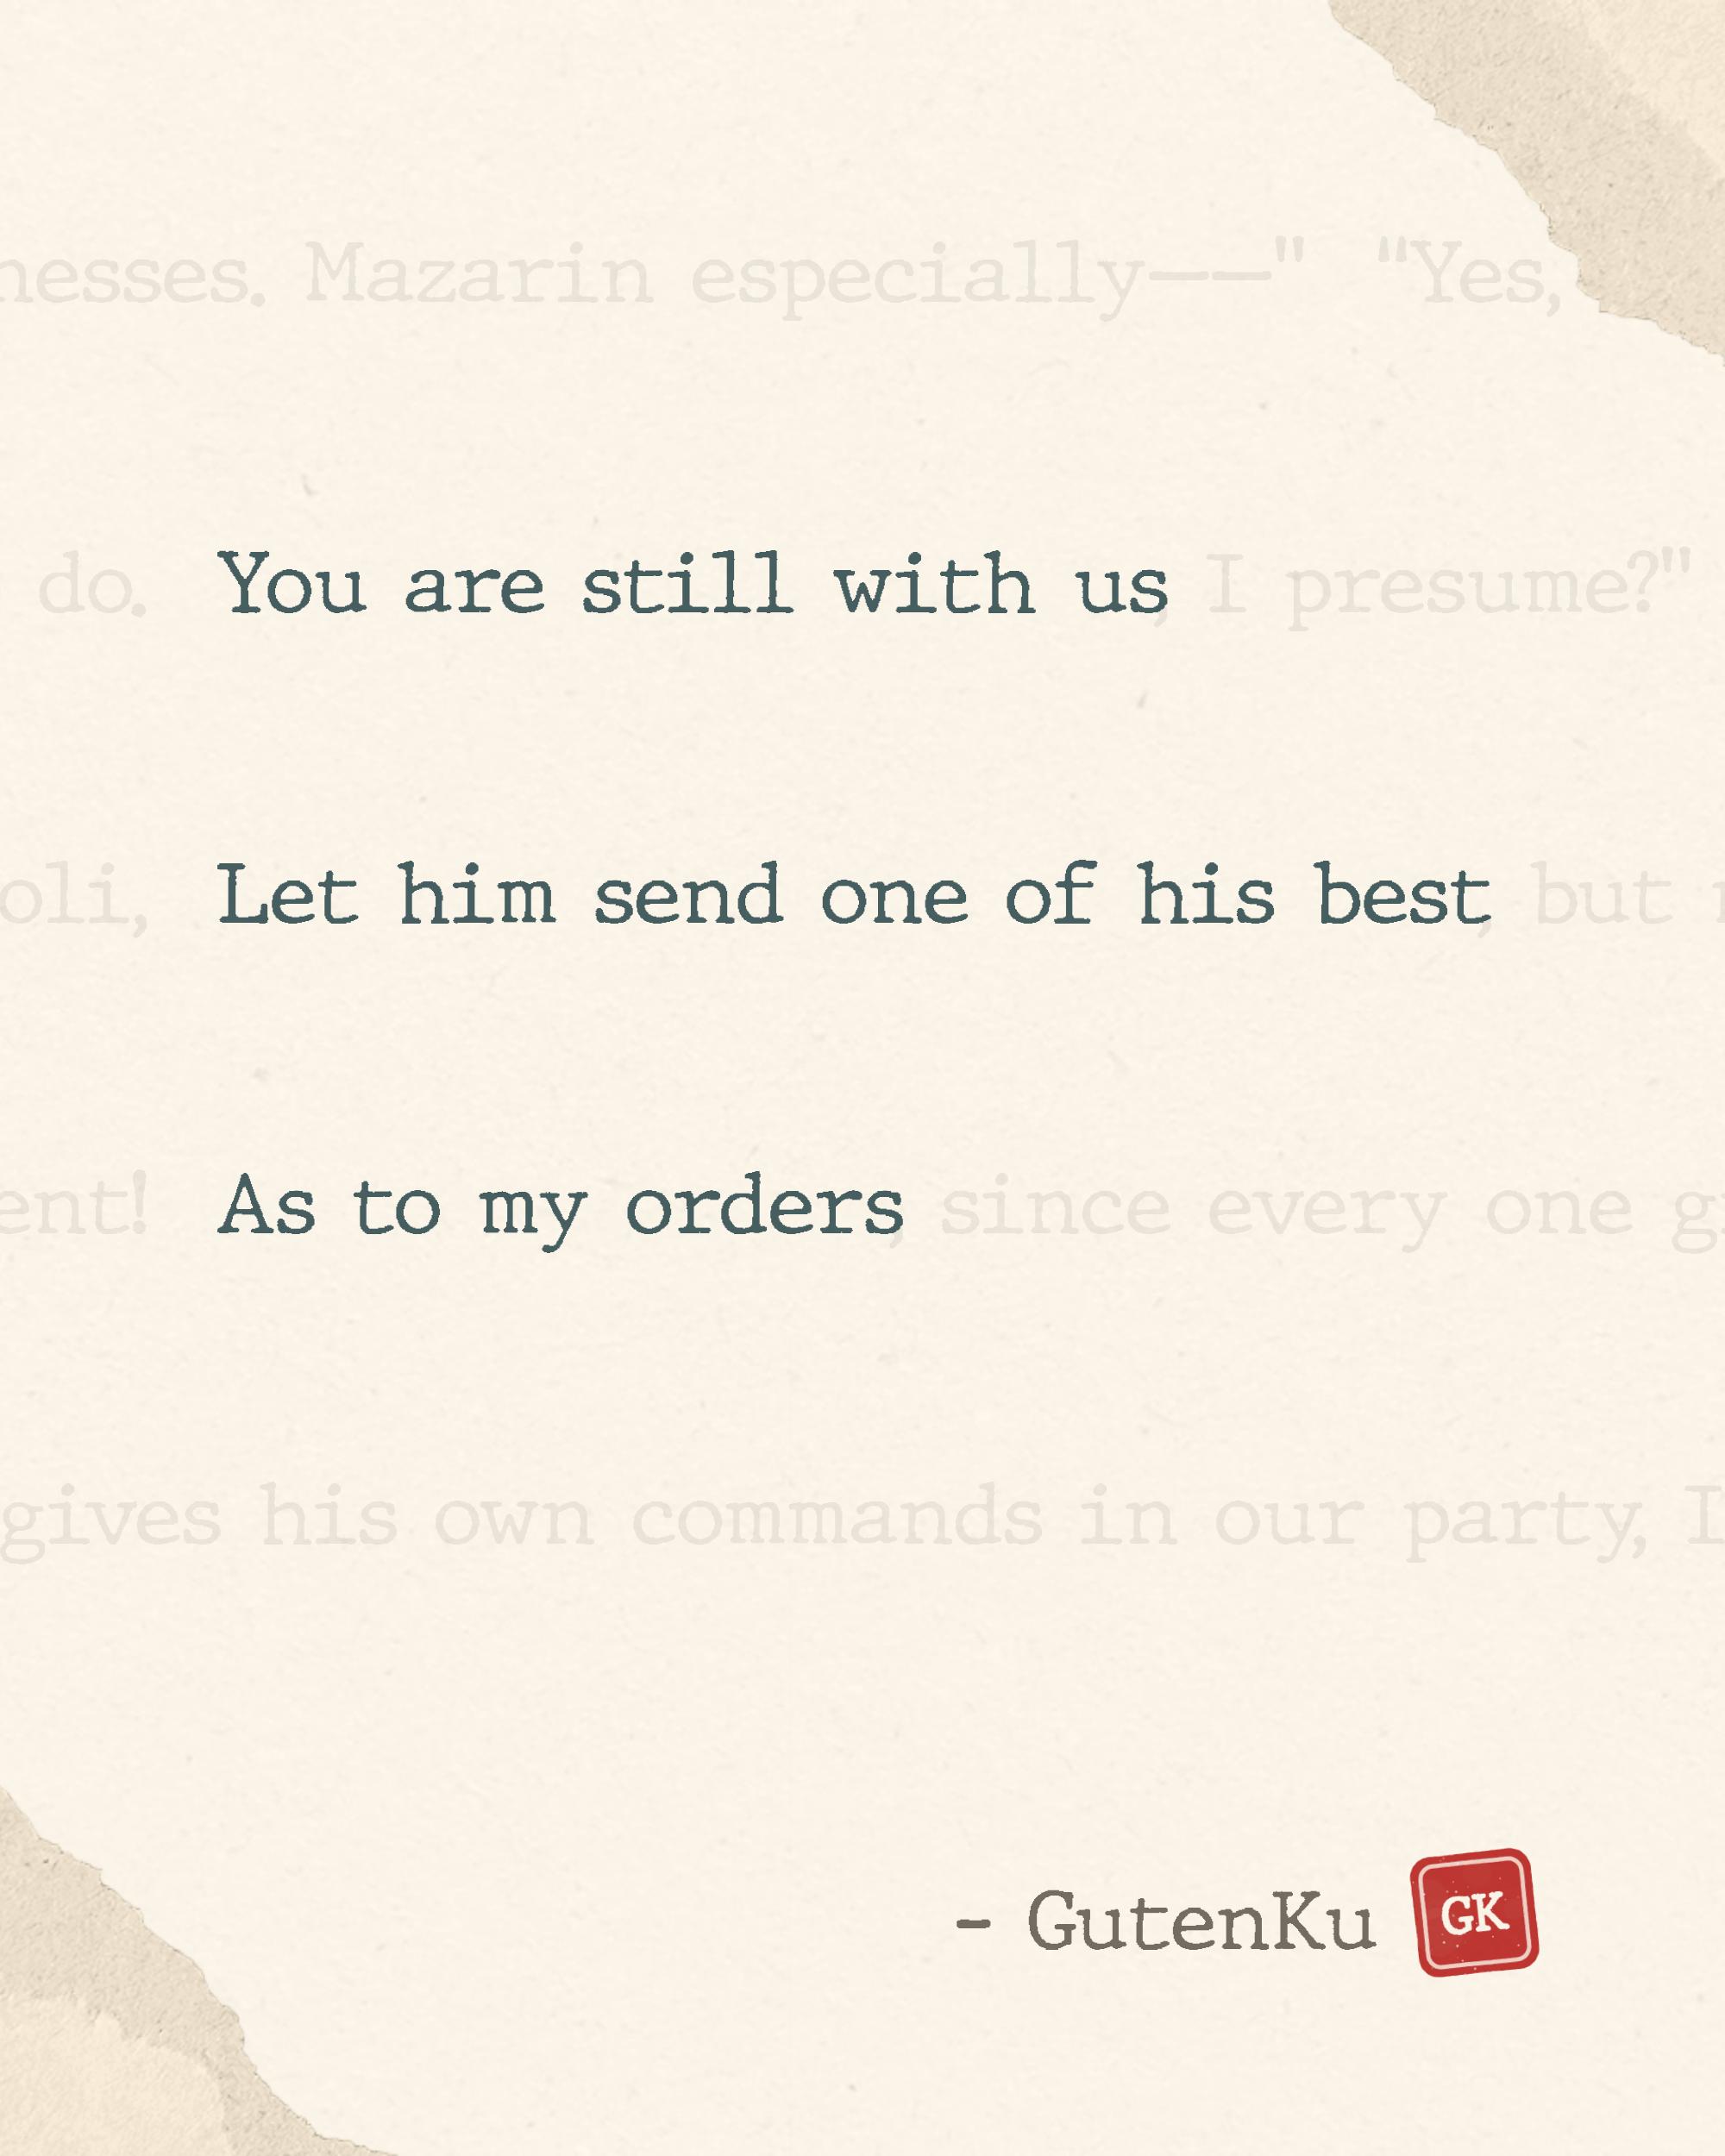 nesses. Mazarin especially——" "Yes,
do. You are still with us, I presume?"
oli, Let him send one of his best, but
ent! As to my orders, since every one
gives his own commands in our party, I
- GutenKu GK